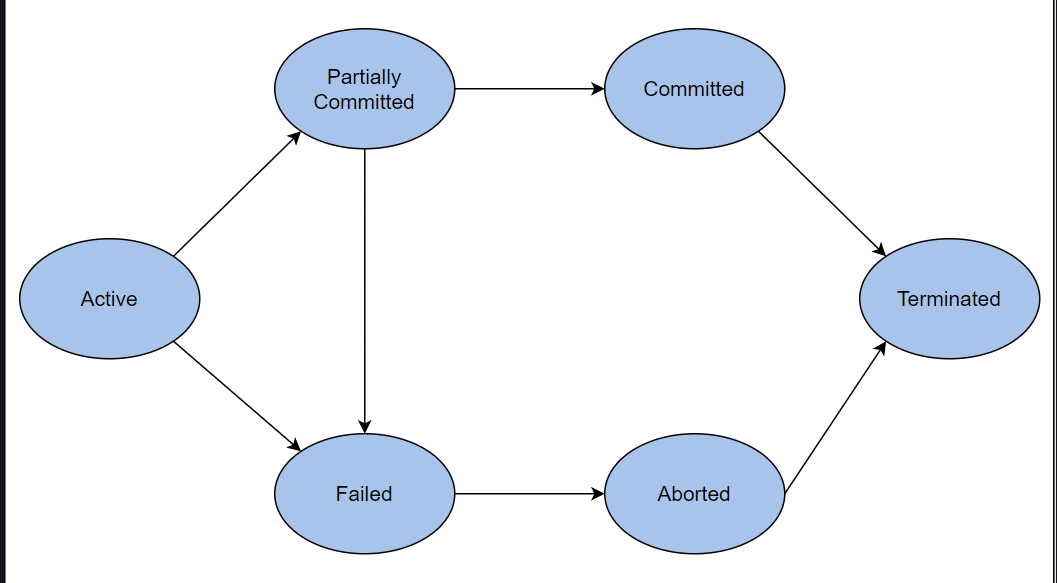 Partially
Committed
Committed
Active
Terminated
Failed
Aborted